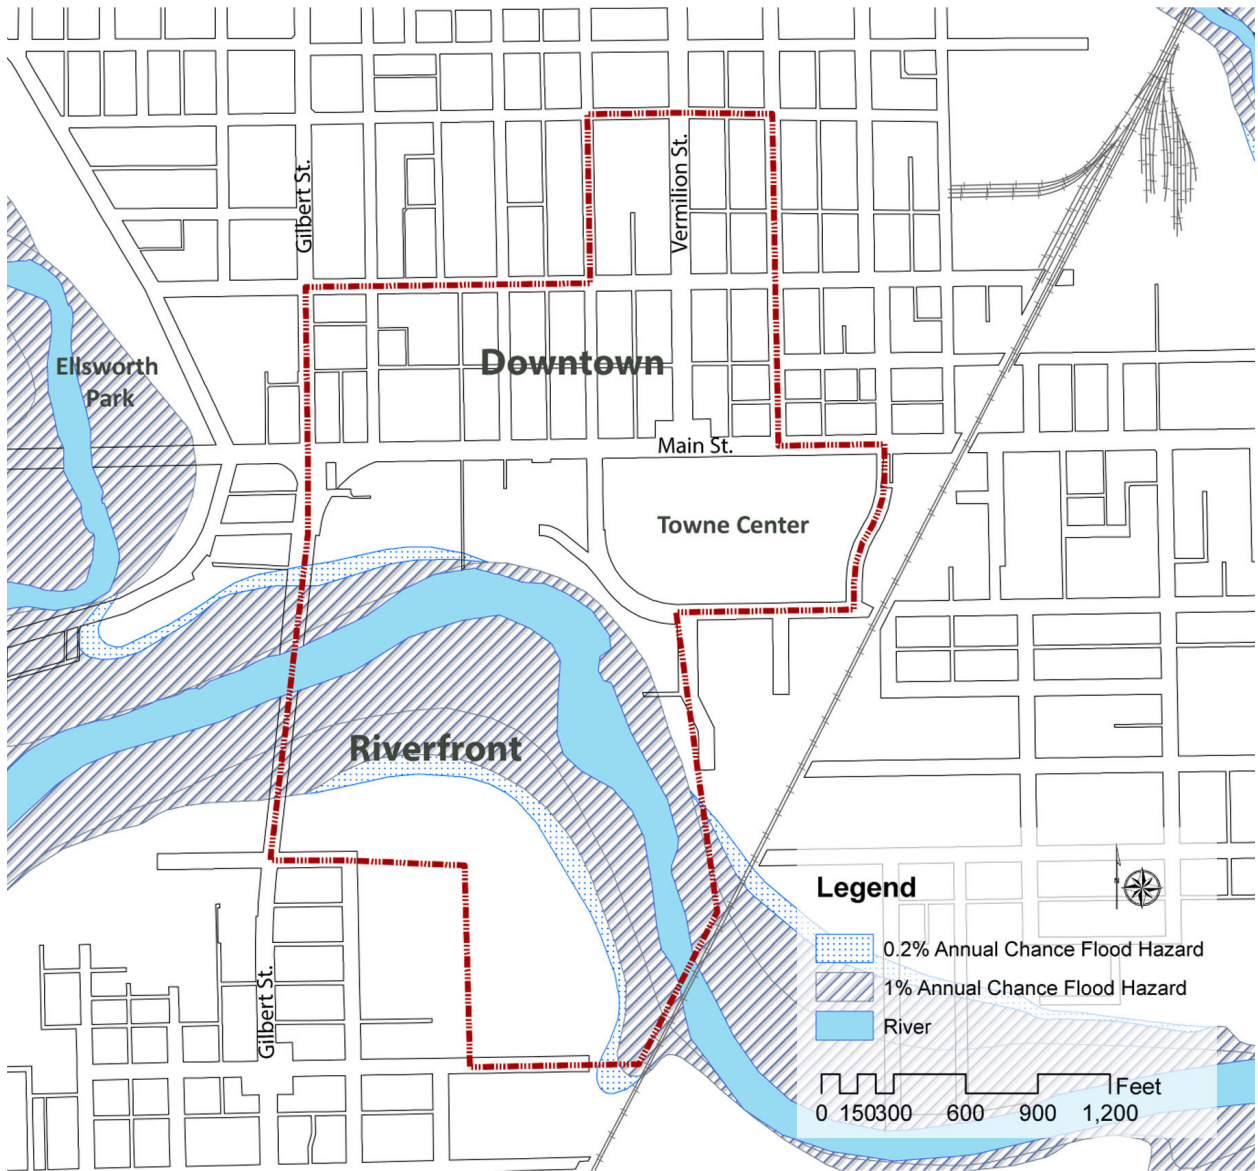 Gilbert St.
Vermilion St.
Ellsworth
Park
Downtown
Main St.
Towne Center
Riverfront
Gilbert St.
Legend
0.2% Annual Chance Flood Hazard
1% Annual Chance Flood Hazard
River
Feet
0 150300 600 900 1,200